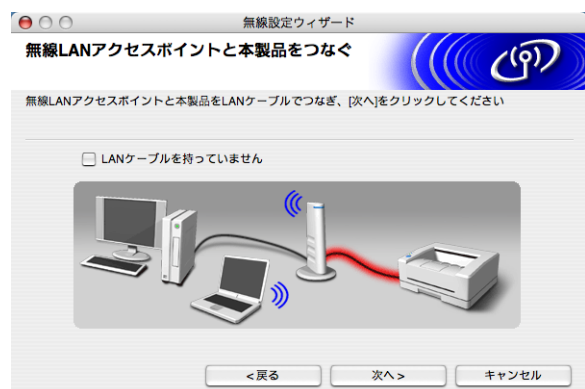 無線設定ウィザード
無線LANアクセスポイントと本製品をつなぐ
無線LANアクセスポイントと本製品をLANケーブルでつなぎ、[次へ]をクリックしてください
LANケーブルを持っていません
<戻る
次へ>
キャンセル